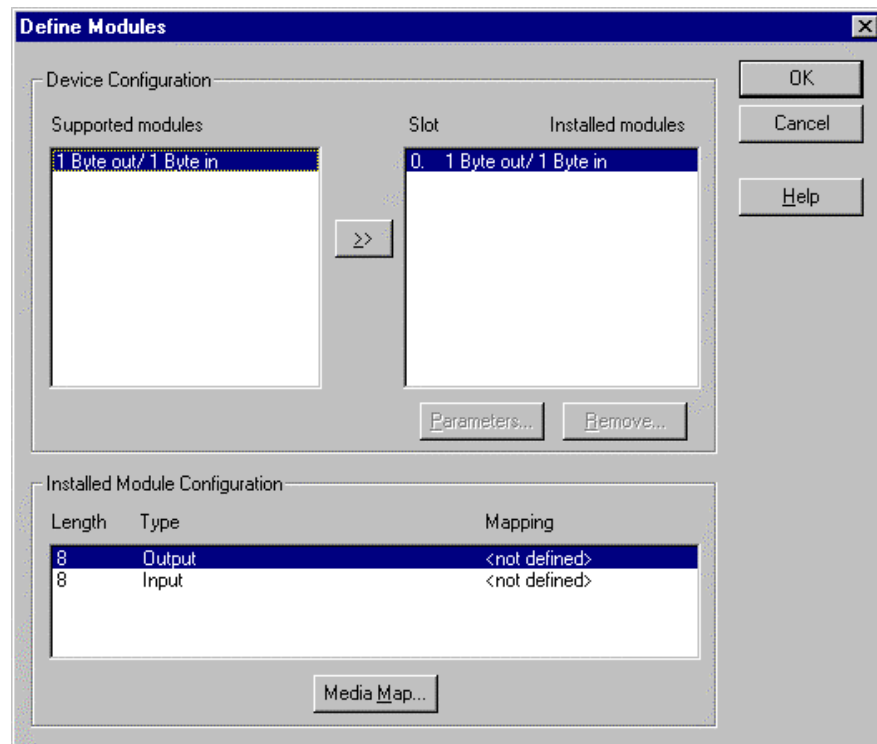 Define Modules
Device Configuration
OK
Supported modules
Slot Installed modules
Cancel
1 Byte out/ 1 Byte in
0. 1 Byte out/ 1 Byte in
Help
>>
Parameters...
Remove...
Installed Module Configuration
Length Type Mapping
8 Output <not defined>
8 Input <not defined>
Media Map...